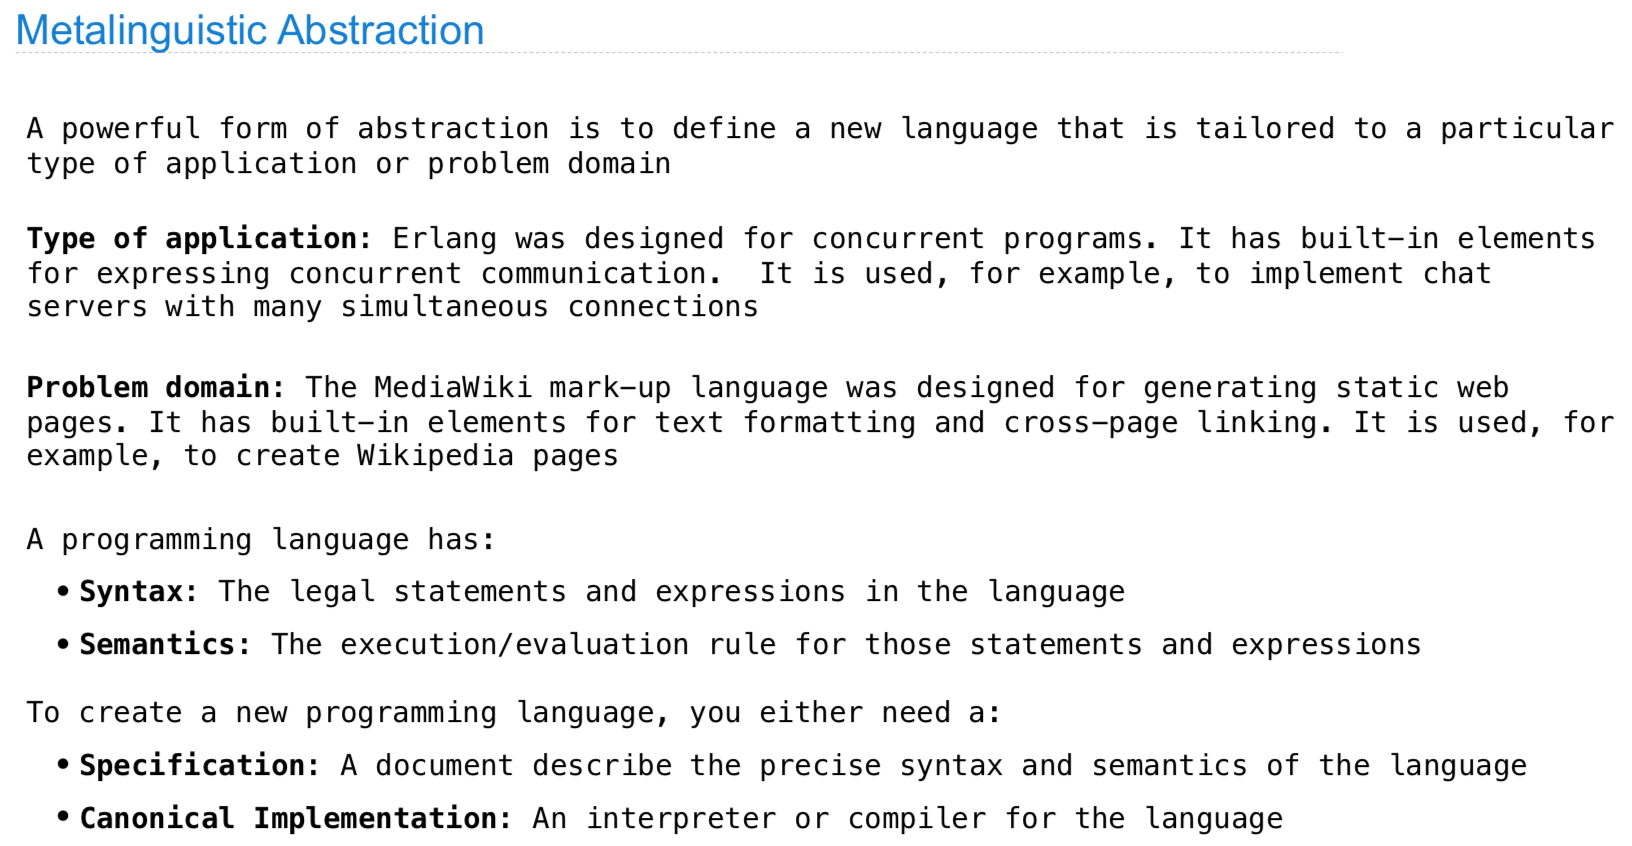 Metalinguistic Abstraction
A powerful form of abstraction is to define a new language that is tailored to a particular
type of application or problem domain
Type of application: Erlang was designed for concurrent programs. It has built-in elements
for expressing concurrent communication.  It is used, for example, to implement chat
servers with many simultaneous connections
Problem domain: The MediaWiki mark-up language was designed for generating static web
pages. It has built-in elements for text formatting and cross-page linking. It is used, for
example, to create Wikipedia pages
A programming language has:
• Syntax: The legal statements and expressions in the language
• Semantics: The execution/evaluation rule for those statements and expressions
To create a new programming language, you either need a:
• Specification: A document describe the precise syntax and semantics of the language
• Canonical Implementation: An interpreter or compiler for the language